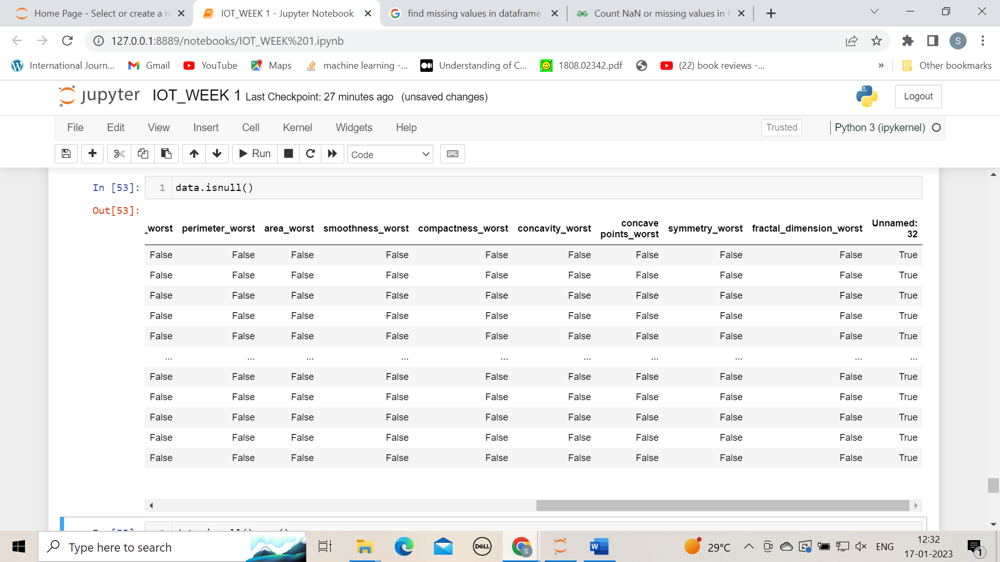 Home Page - Select or create a n
IOT_WEEK 1 - Jupyter Notebook
find missing values in dataframe
Count NaN or missing values in P
127.0.0.1:8889/notebooks/IOT_WEEK%201.ipynb
S
International Journ...
Gmail
YouTube
Maps
machine learning -...
Understanding of C...
1808.02342.pdf
(22) book reviews -...
»
Other bookmarks
jupyter IOT_WEEK 1 Last Checkpoint: 27 minutes ago (unsaved changes)
Logout
File Edit View Insert Cell Kernel Widgets Help
Trusted
Python 3 (ipykernel)
Run
Code
In [53]: 1 data.isnull()
Out[53]:
_worst perimeter_worst area_worst smoothness_worst compactness_worst concavity_worst concave points_worst symmetry_worst fractal_dimension_worst Unnamed: 32
False False False False False False False False False True
False False False False False False False False False True
False False False False False False False False False True
False False False False False False False False False True
False False False False False False False False False True
... ... ... ... ... ... ... ... ... ...
False False False False False False False False False True
False False False False False False False False False True
False False False False False False False False False True
False False False False False False False False False True
False False False False False False False False False True
Type here to search
DELL
S
W
29°C
ENG
12:32
17-01-2023
1